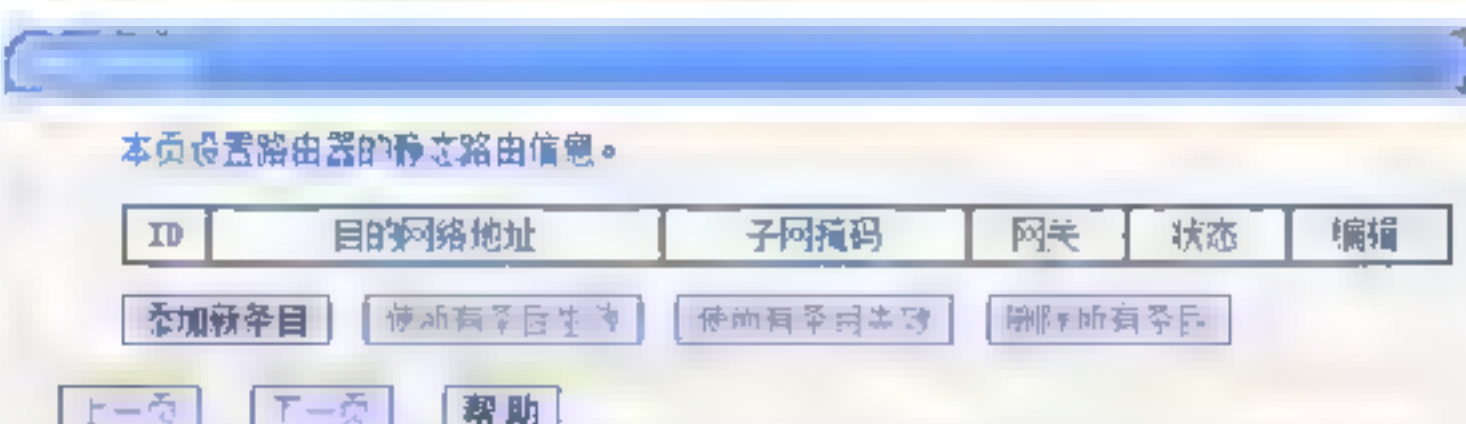 本页设置路由器的静态路由信息。
ID 目的网络地址 子网掩码 网关 状态 编辑
添加新条目 使所有条目生效 使所有条目失效 删除所有条目
上一页 下一页 帮助